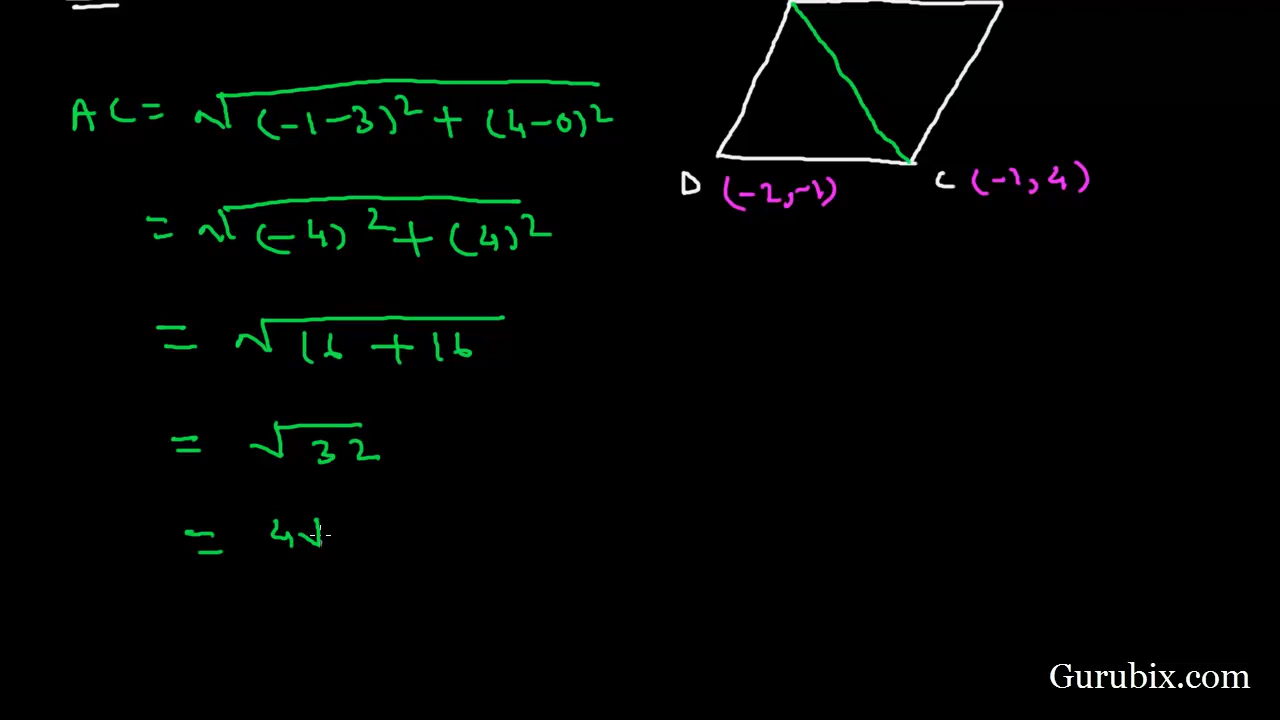 AC = √(-1-3)² + (4-0)²
= √(-4)² + (4)²
= √16 + 16
= √32
= 4√
D (-2,-1)
C (-1,4)
Gurubix.com